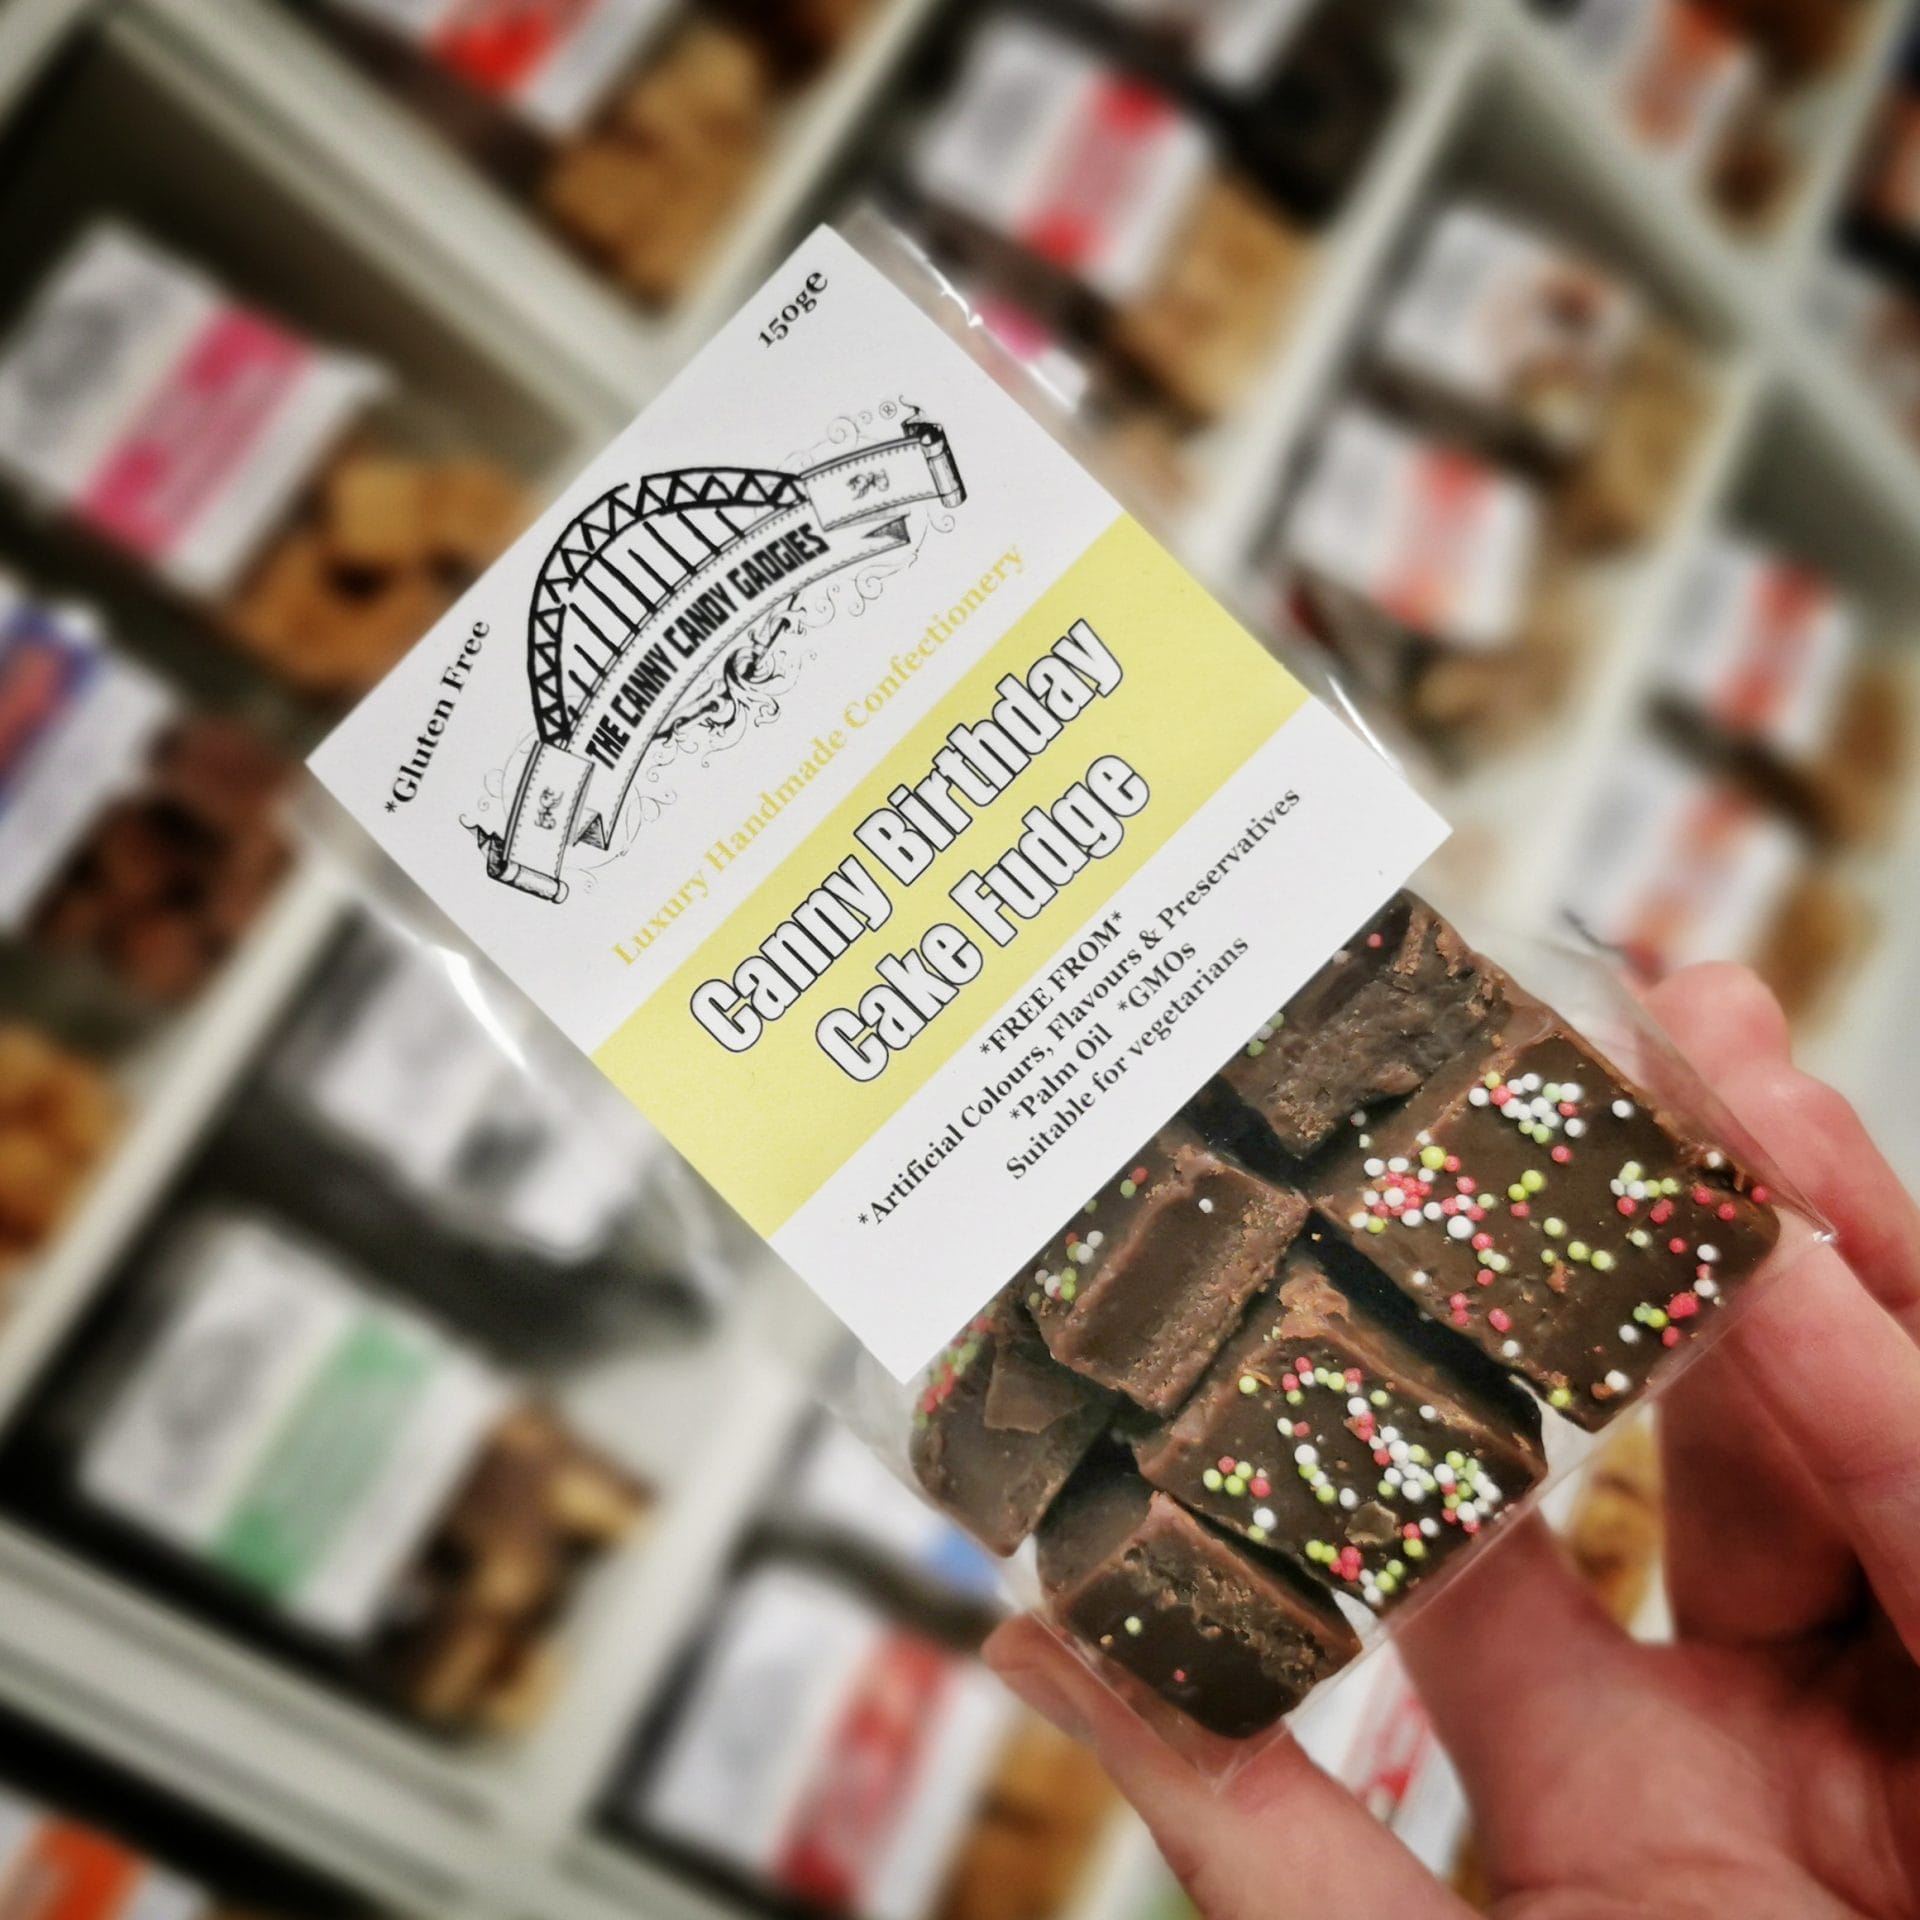 150ge
*Gluten Free
THE CANNY CANDY GADGIES
®
Luxury Handmade Confectionery
Canny Birthday
Cake Fudge
*FREE FROM*
*Artificial Colours, Flavours & Preservatives
*Palm Oil *GMOs
Suitable for vegetarians